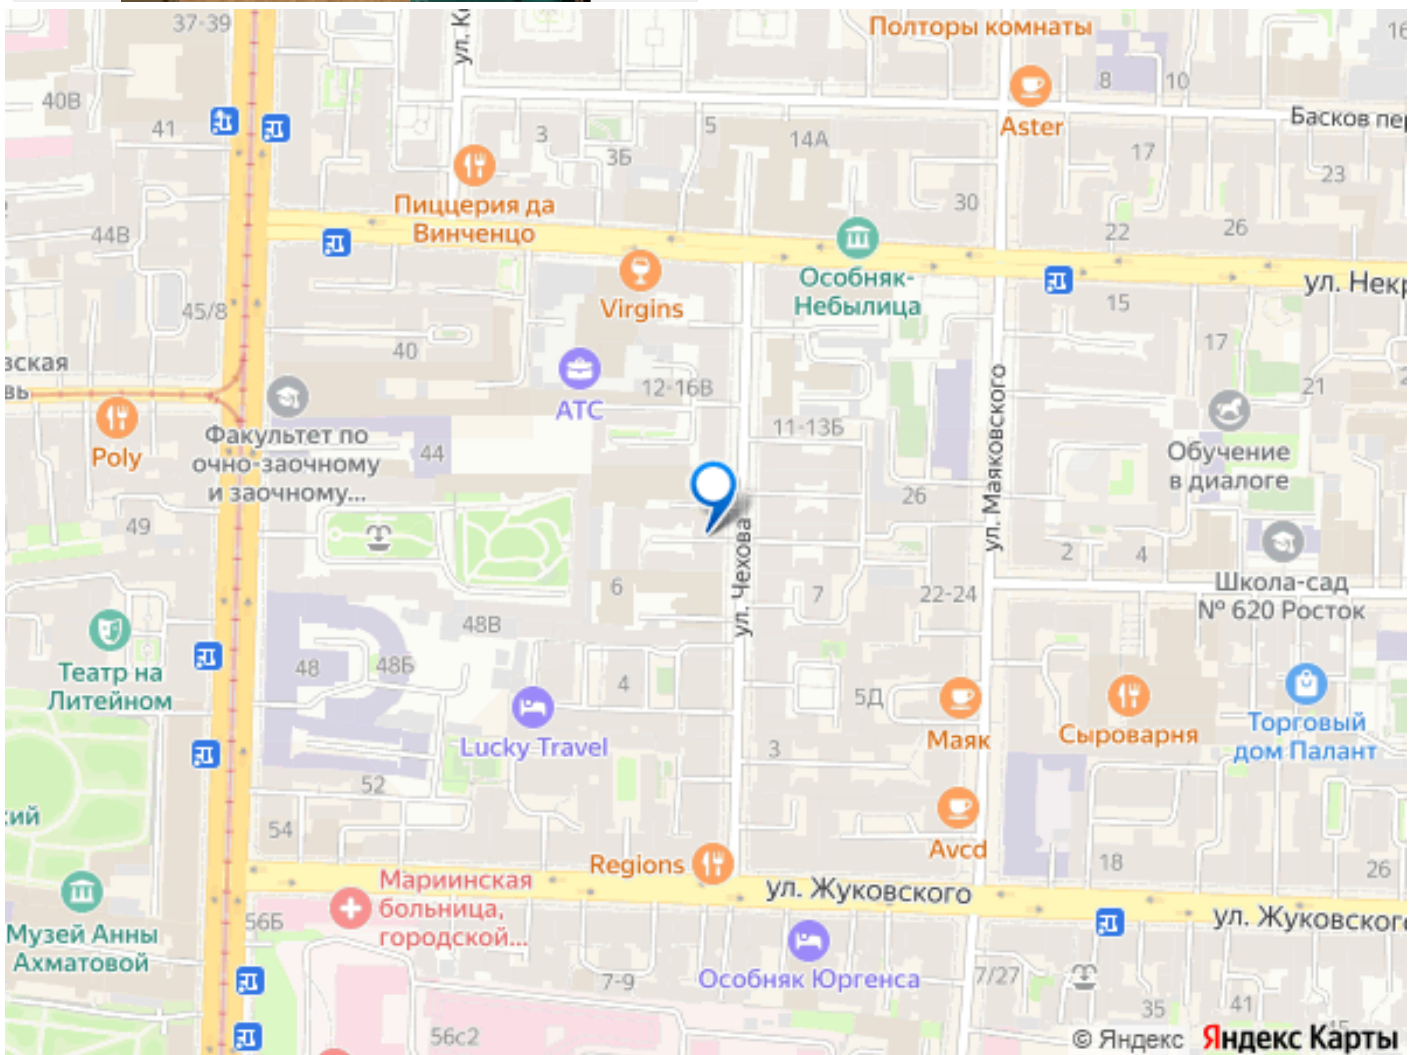 37-39
ул. Ко
Полторы комнаты
16
40В
8
10
Aster
Басков пер
41
3
3Б
5
14А
17
23
Пиццерия да
Винченцо
30
44В
22
26
Virgins
Особняк-
Небылица
ул. Некр
15
45/8
40
17
вская
вь
12-16В
21
АТС
11-13Б
Факультет по
очно-заочному
и заочному...
Poly
44
Обучение
в диалоге
ул. Маяковского
26
49
ул. Чехова
2
4
6
7
22-24
Школа-сад
№ 620 Росток
48В
Театр на
Литейном
48
48Б
4
5Д
Lucky Travel
Маяк
Сыроварня
Торговый
дом Палант
3
52
кий
54
Avcd
Regions
18
26
Мариинская
больница,
городской...
ул. Жуковского
ул. Жуковского
56Б
Музей Анны
Ахматовой
Особняк Юргенса
7-9
7/27
35
41
45
56с2
© Яндекс Яндекс Карты